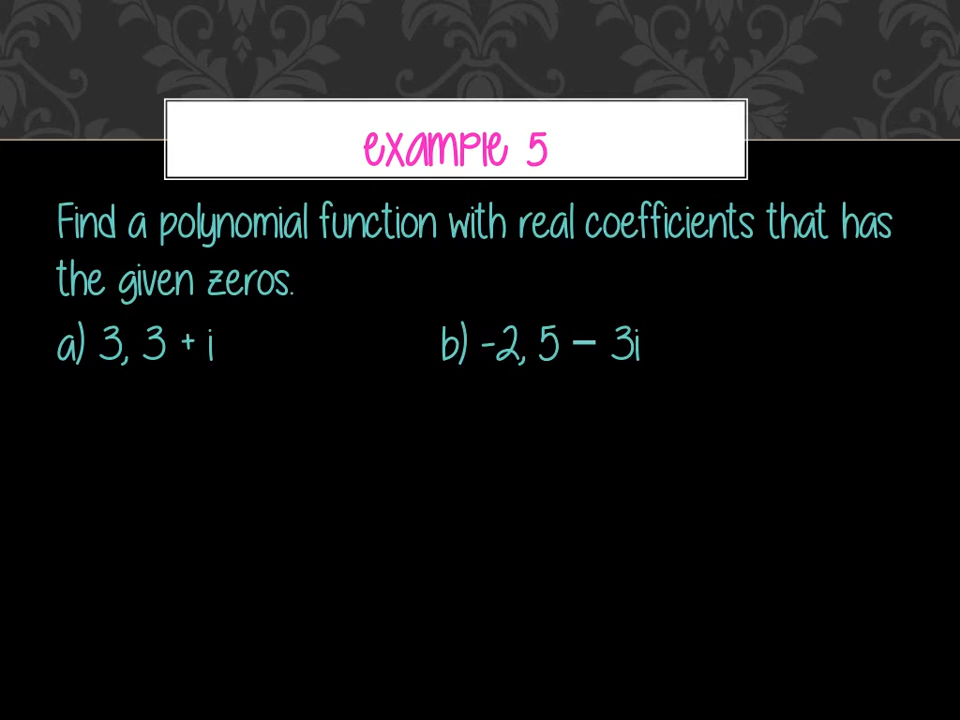 example 5
Find a polynomial function with real coefficients that has
the given zeros.
a) 3, 3 + i b) -2, 5 – 3i